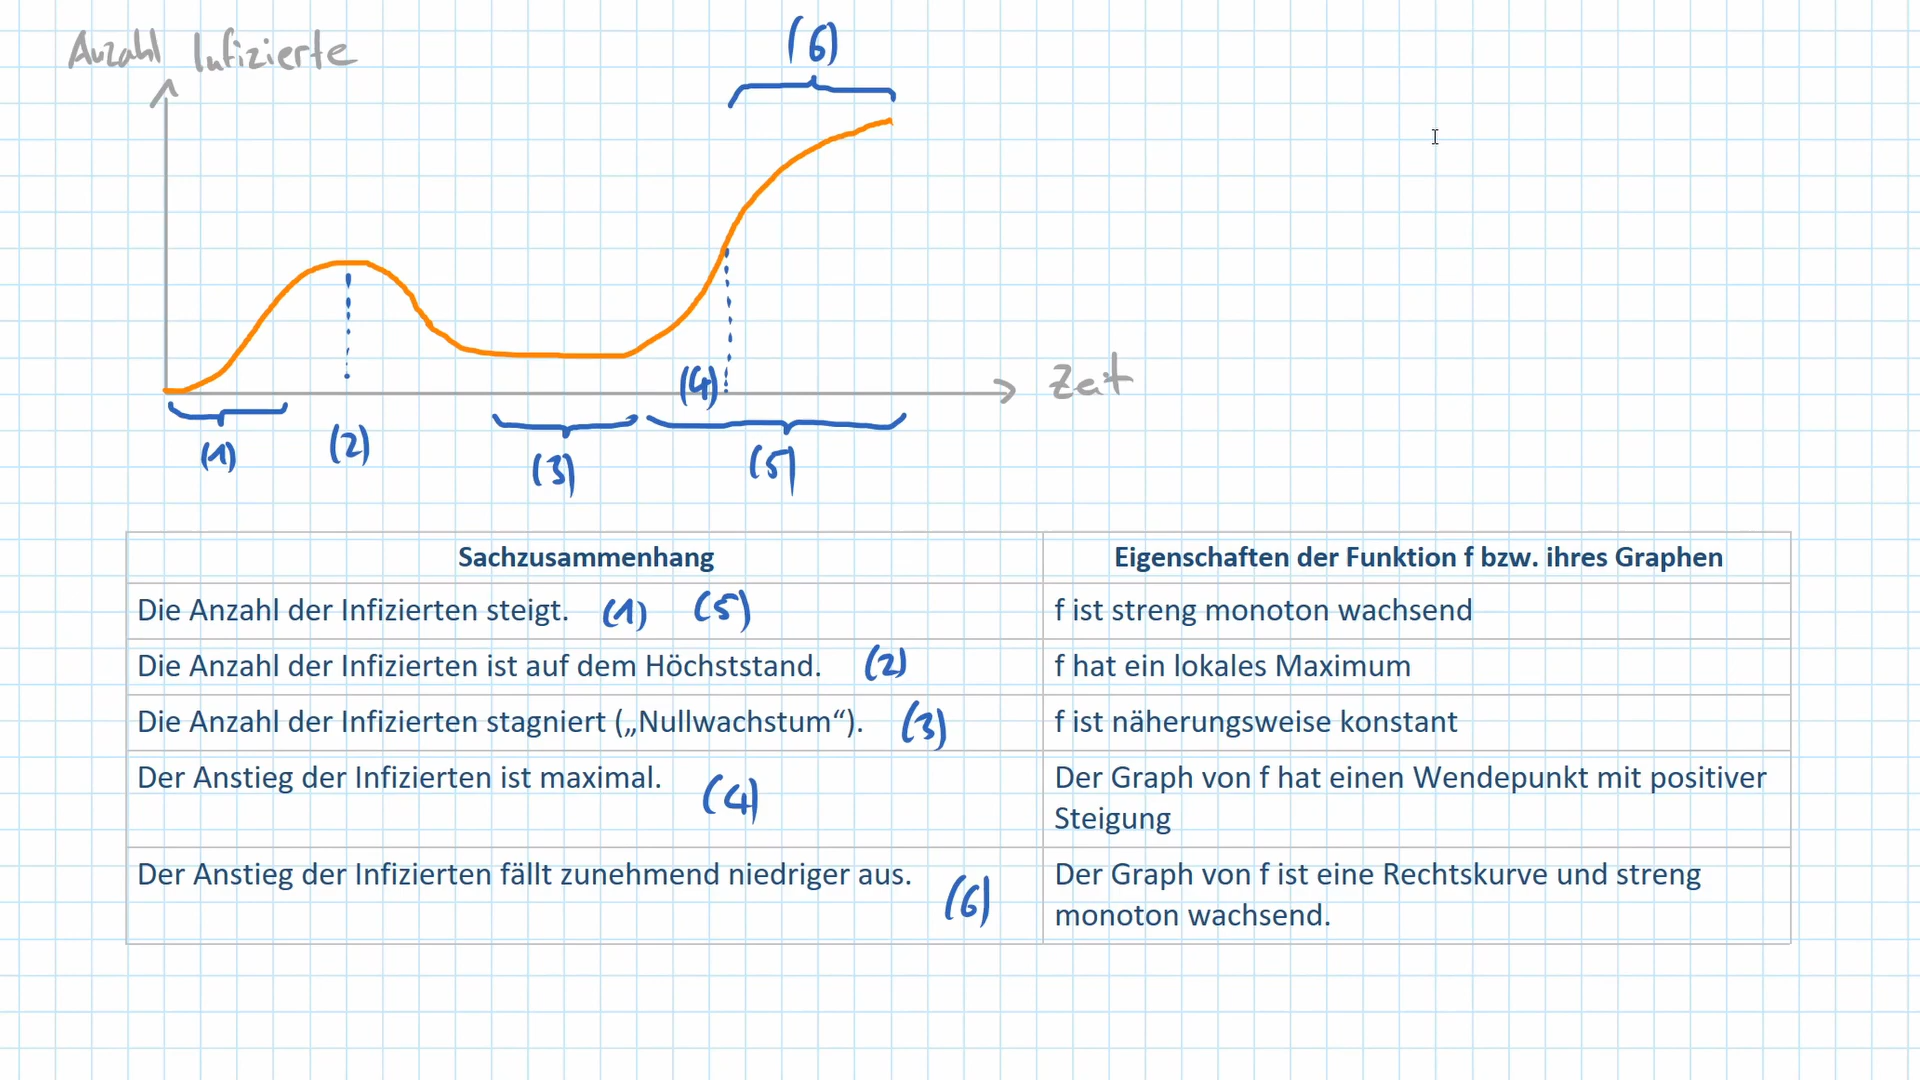 Anzahl Infizierte
(6)
Zeit
(4)
(1)
(2)
(3)
(5)
Sachzusammenhang
Eigenschaften der Funktion f bzw. ihres Graphen
Die Anzahl der Infizierten steigt. (1) (5)
f ist streng monoton wachsend
Die Anzahl der Infizierten ist auf dem Höchststand. (2)
f hat ein lokales Maximum
Die Anzahl der Infizierten stagniert („Nullwachstum“). (3)
f ist näherungsweise konstant
Der Anstieg der Infizierten ist maximal. (4)
Der Graph von f hat einen Wendepunkt mit positiver
Steigung
Der Anstieg der Infizierten fällt zunehmend niedriger aus. (6)
Der Graph von f ist eine Rechtskurve und streng
monoton wachsend.